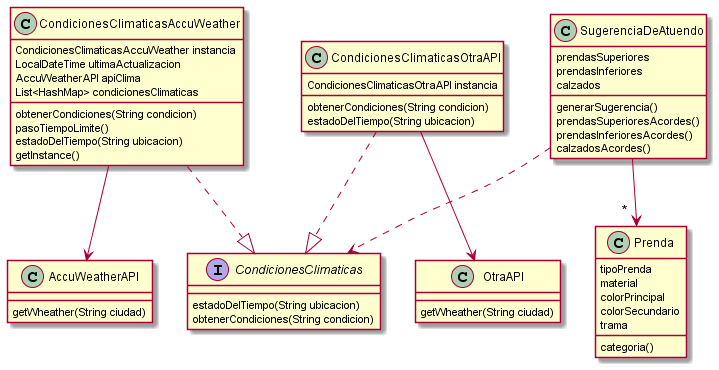 C CondicionesClimaticasAccuWeather
CondicionesClimaticasAccuWeather instancia
LocalDateTime ultimaActualizacion
AccuWeatherAPI apiClima
List<HashMap> condicionesClimaticas
obtenerCondiciones(String condicion)
pasoTiempoLimite()
estadoDelTiempo(String ubicacion)
getInstance()
C CondicionesClimaticasOtraAPI
CondicionesClimaticasOtraAPI instancia
obtenerCondiciones(String condicion)
estadoDelTiempo(String ubicacion)
C SugerenciaDeAtuendo
prendasSuperiores
prendasInferiores
calzados
generarSugerencia()
prendasSuperioresAcordes()
prendasInferioresAcordes()
calzadosAcordes()
*
C AccuWeatherAPI
getWheather(String ciudad)
I CondicionesClimaticas
estadoDelTiempo(String ubicacion)
obtenerCondiciones(String condicion)
C OtraAPI
getWheather(String ciudad)
C Prenda
tipoPrenda
material
colorPrincipal
colorSecundario
trama
categoria()